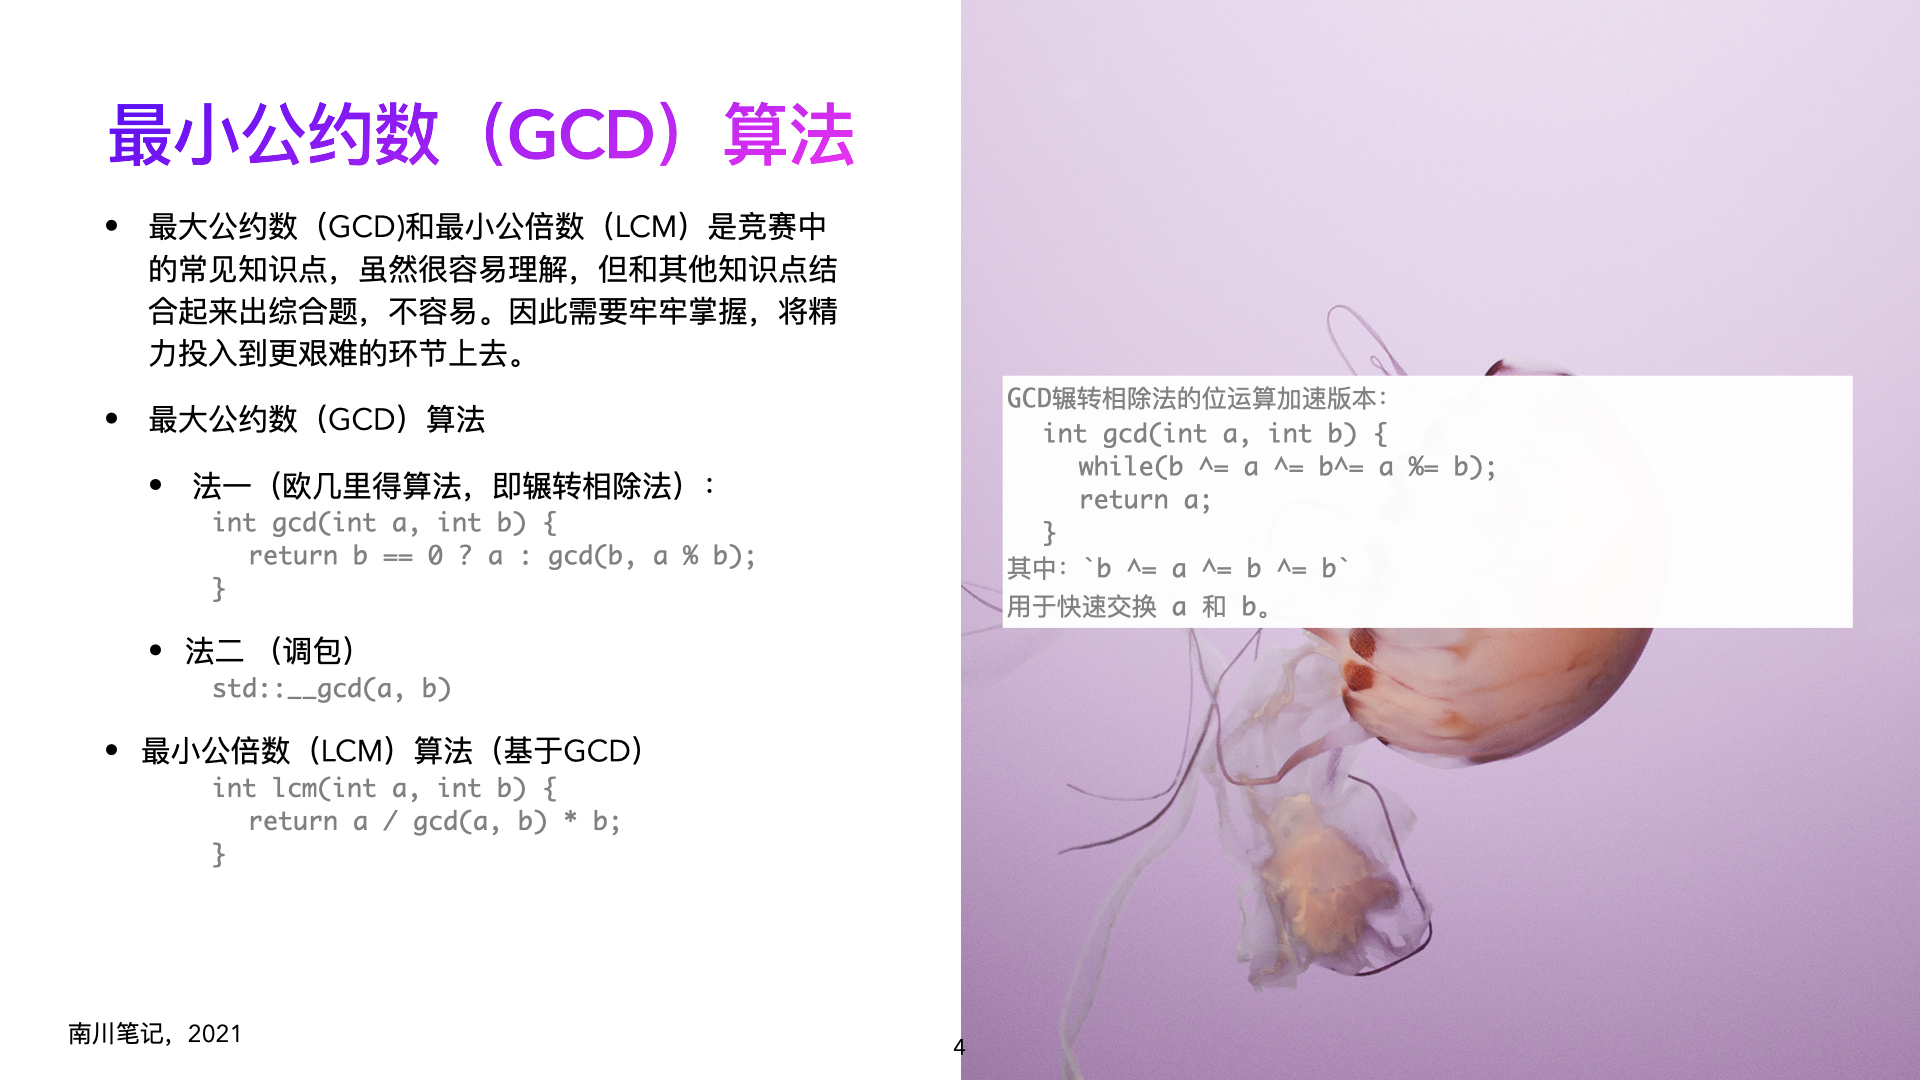 最小公约数（GCD）算法
• 最大公约数（GCD)和最小公倍数（LCM）是竞赛中
的常见知识点，虽然很容易理解，但和其他知识点结
合起来出综合题，不容易。因此需要牢牢掌握，将精
力投入到更艰难的环节上去。
• 最大公约数（GCD）算法
• 法一（欧几里得算法，即辗转相除法）：
int gcd(int a, int b) {
return b == 0 ? a : gcd(b, a % b);
}
• 法二 （调包）
std::__gcd(a, b)
• 最小公倍数（LCM）算法（基于GCD）
int lcm(int a, int b) {
return a / gcd(a, b) * b;
}
GCD辗转相除法的位运算加速版本：
int gcd(int a, int b) {
while(b ^= a ^= b^= a %= b);
return a;
}
其中：`b ^= a ^= b ^= b`
用于快速交换 a 和 b。
南川笔记，2021
4